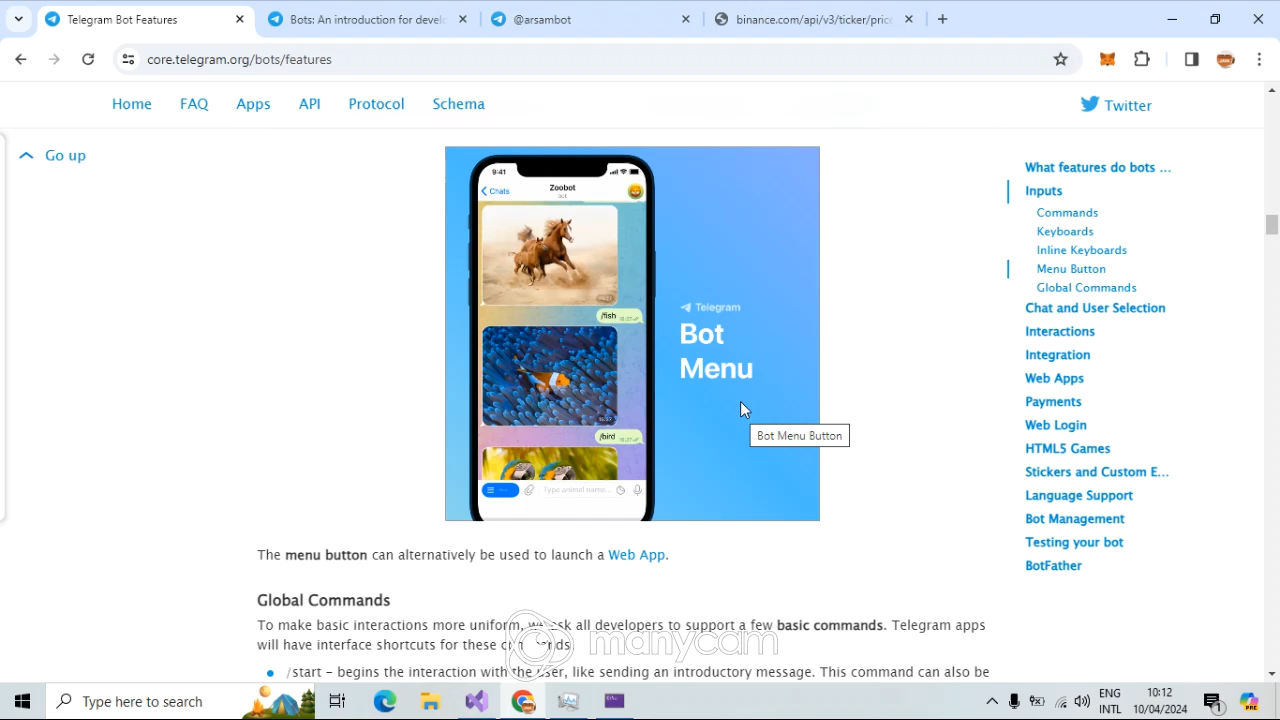 Telegram Bot Features
Bots: An introduction for develo
@arsambot
binance.com/api/v3/ticker/price
core.telegram.org/bots/features
Home FAQ Apps API Protocol Schema
Twitter
Go up
9:41
Chats
Zoobot
bot
/fish
/bird
Type animal name...
Telegram
Bot
Menu
Bot Menu Button
What features do bots ...
Inputs
Commands
Keyboards
Inline Keyboards
Menu Button
Global Commands
Chat and User Selection
Interactions
Integration
Web Apps
Payments
Web Login
HTML5 Games
Stickers and Custom E...
Language Support
Bot Management
Testing your bot
BotFather
The menu button can alternatively be used to launch a Web App.
Global Commands
To make basic interactions more uniform, we ask all developers to support a few basic commands. Telegram apps
will have interface shortcuts for these commands.
/start – begins the interaction with the user, like sending an introductory message. This command can also be
manycam
Type here to search
ENG
INTL
10:12
10/04/2024
1